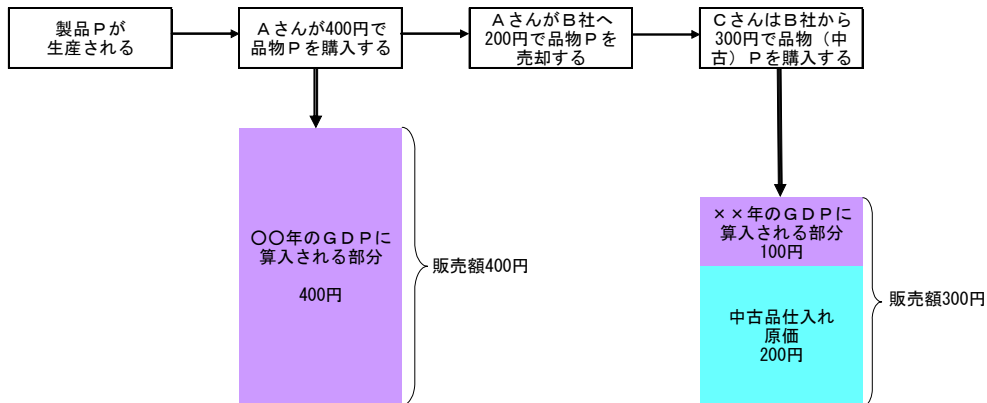 製品Ｐが
生産される
Ａさんが400円で
品物Ｐを購入する
ＡさんがＢ社へ
200円で品物Ｐを
売却する
ＣさんはＢ社から
300円で品物（中
古）Ｐを購入する
〇〇年のＧＤＰに
算入される部分
400円
販売額400円
××年のＧＤＰに
算入される部分
100円
中古品仕入れ
原価
200円
販売額300円